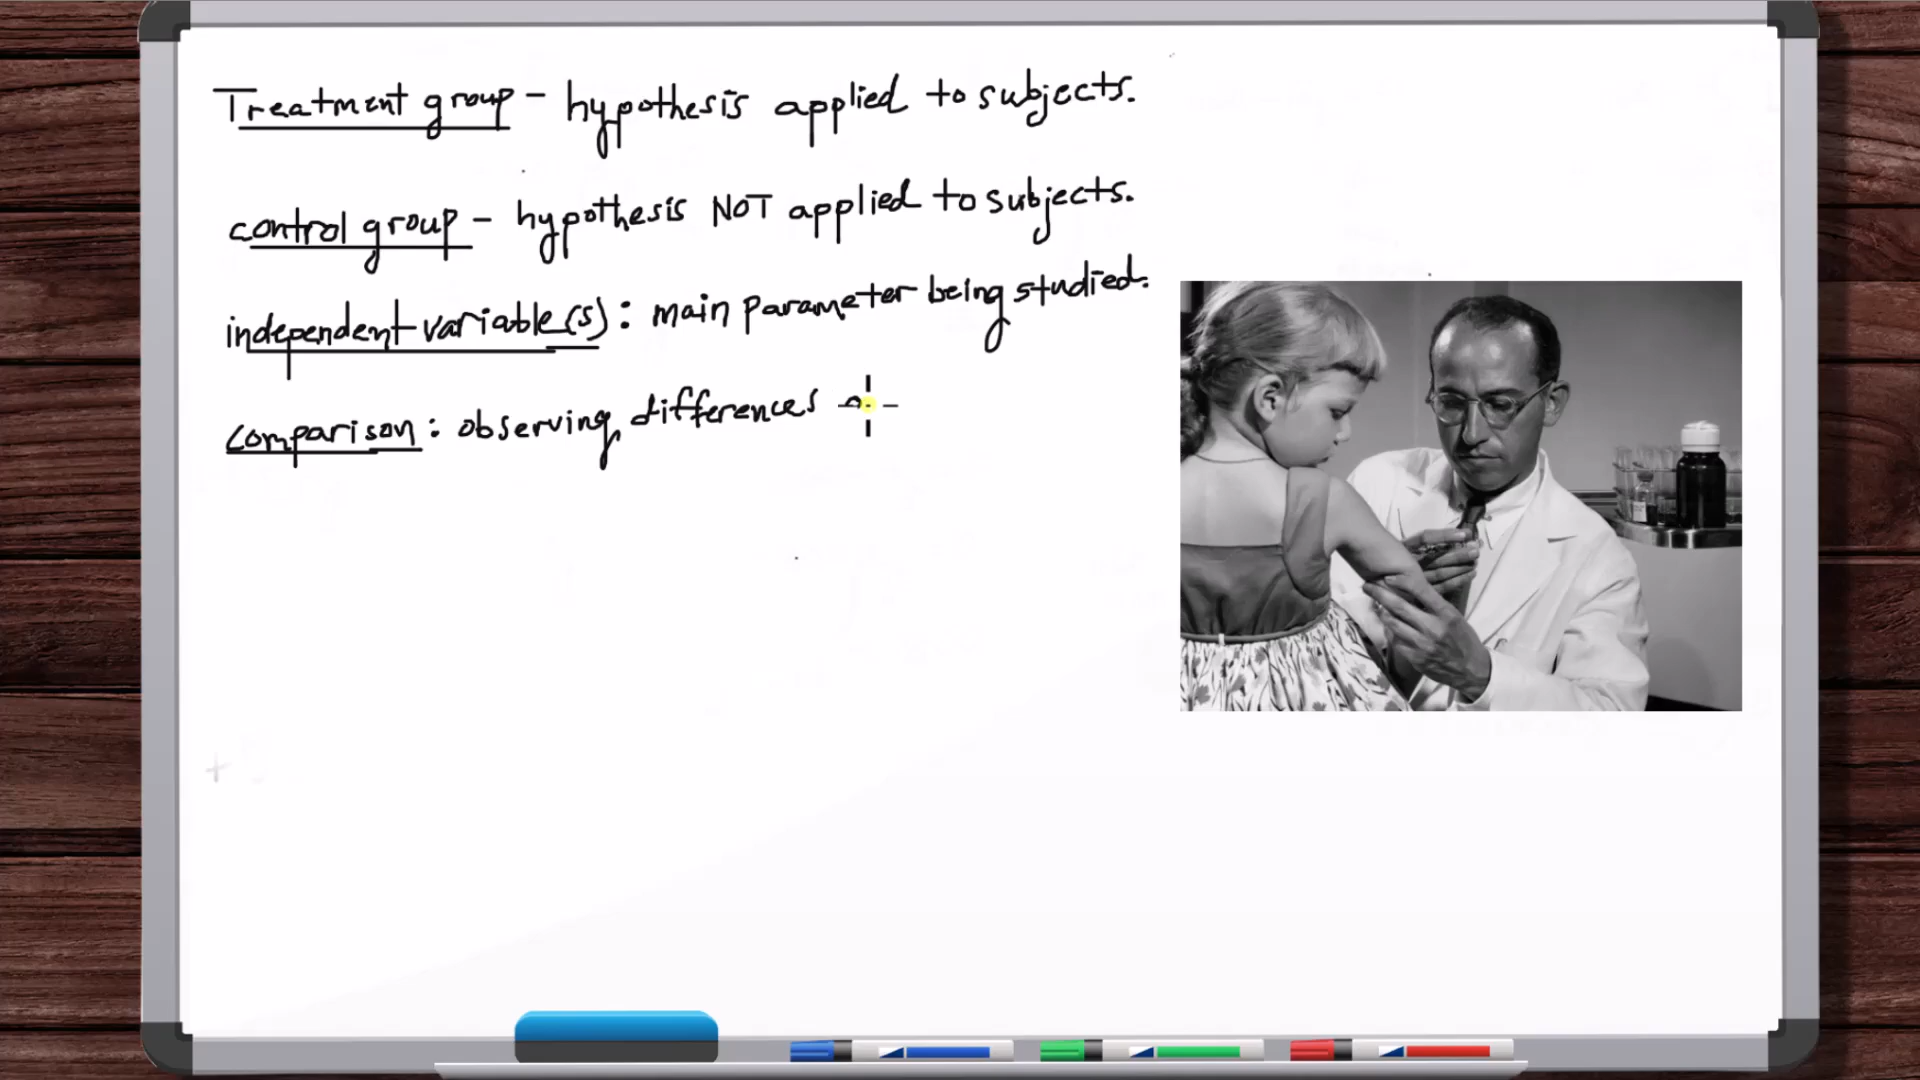 Treatment group - hypothesis applied to subjects.
control group - hypothesis NOT applied to subjects.
independent variable(s): main parameter being studied.
comparison: observing differences